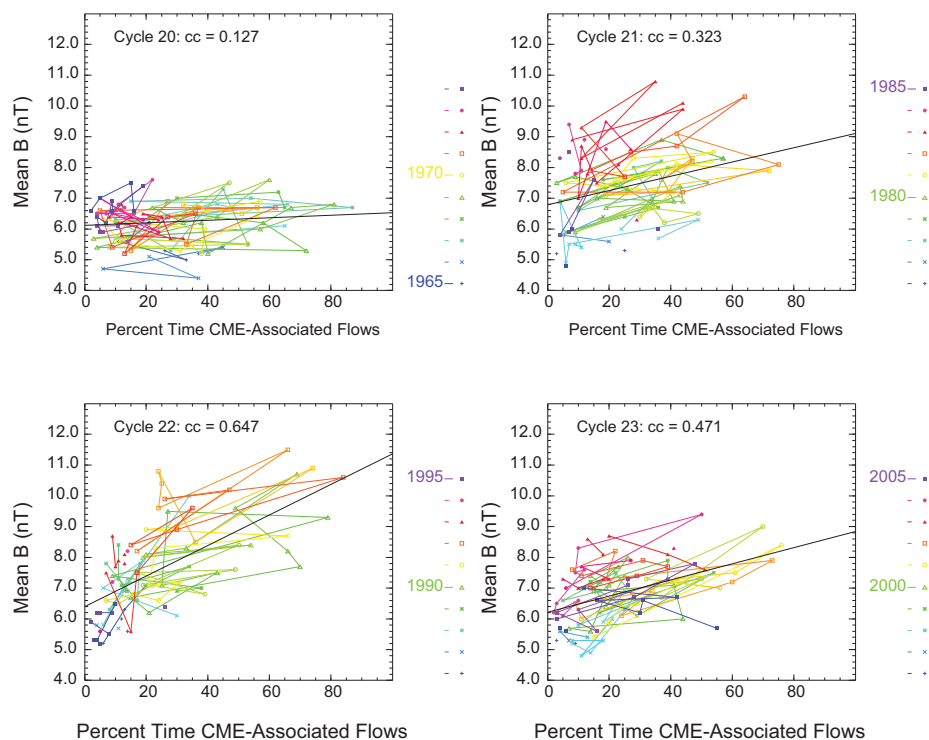 Cycle 20: cc = 0.127
12.0
11.0
10.0
9.0
8.0
7.0
6.0
5.0
4.0
Mean B (nT)
0 20 40 60 80
Percent Time CME-Associated Flows
1970
1965
Cycle 21: cc = 0.323
12.0
11.0
10.0
9.0
8.0
7.0
6.0
5.0
4.0
Mean B (nT)
0 20 40 60 80
Percent Time CME-Associated Flows
1985
1980
Cycle 22: cc = 0.647
12.0
11.0
10.0
9.0
8.0
7.0
6.0
5.0
4.0
Mean B (nT)
0 20 40 60 80
Percent Time CME-Associated Flows
1995
1990
Cycle 23: cc = 0.471
12.0
11.0
10.0
9.0
8.0
7.0
6.0
5.0
4.0
Mean B (nT)
0 20 40 60 80
Percent Time CME-Associated Flows
2005
2000